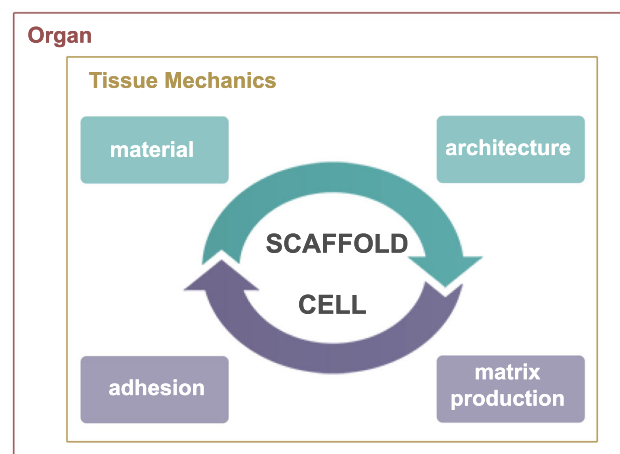 Organ
Tissue Mechanics
material
architecture
SCAFFOLD
CELL
adhesion
matrix
production